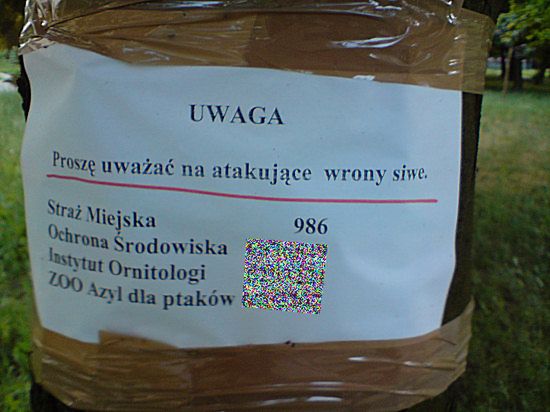 UWAGA
Proszę uważać na atakujące wrony siwe.
Straż Miejska 986
Ochrona Środowiska
Instytut Ornitologi
ZOO Azyl dla ptaków